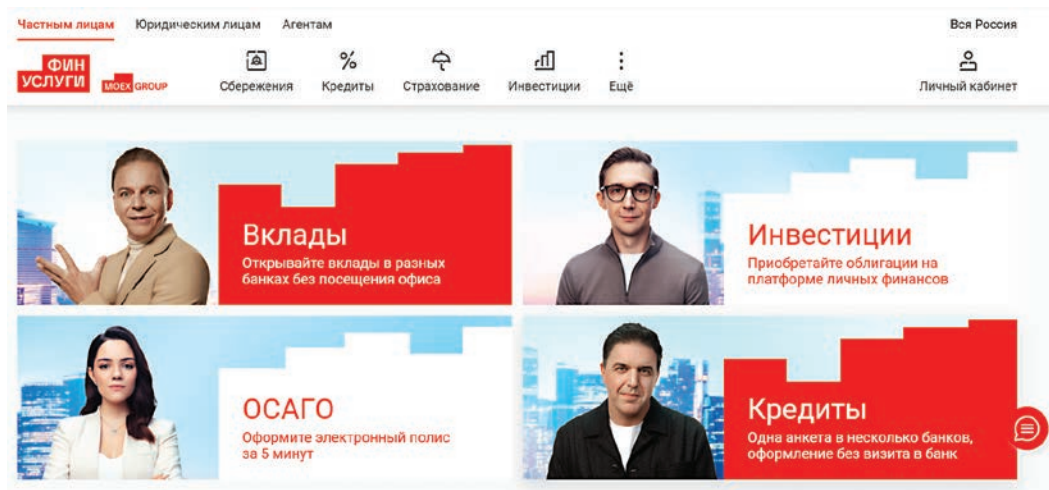 Частным лицам Юридическим лицам Агентам Вся Россия
ФИН
УСЛУГИ MOEX GROUP
Сбережения Кредиты Страхование Инвестиции Ещё Личный кабинет
Вклады
Открывайте вклады в разных
банках без посещения офиса
Инвестиции
Приобретайте облигации на
платформе личных финансов
ОСАГО
Оформите электронный полис
за 5 минут
Кредиты
Одна анкета в несколько банков,
оформление без визита в банк